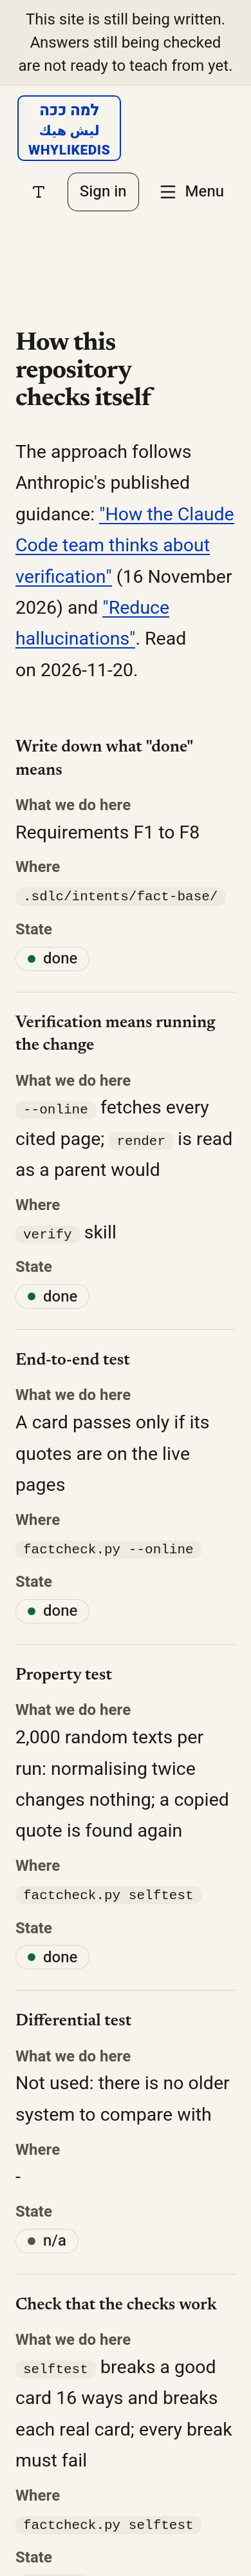 This site is still being written.
Answers still being checked
are not ready to teach from yet.
למה ככה
ليش هيك
WHYLIKEDIS
T
Sign in
Menu
How this
repository
checks itself
The approach follows
Anthropic's published
guidance: "How the Claude
Code team thinks about
verification" (16 November
2026) and "Reduce
hallucinations". Read
on 2026-11-20.
Write down what "done"
means
What we do here
Requirements F1 to F8
Where
.sdlc/intents/fact-base/
State
done
Verification means running
the change
What we do here
--online fetches every
cited page; render is read
as a parent would
Where
verify skill
State
done
End-to-end test
What we do here
A card passes only if its
quotes are on the live
pages
Where
factcheck.py --online
State
done
Property test
What we do here
2,000 random texts per
run: normalising twice
changes nothing; a copied
quote is found again
Where
factcheck.py selftest
State
done
Differential test
What we do here
Not used: there is no older
system to compare with
Where
-
State
n/a
Check that the checks work
What we do here
selftest breaks a good
card 16 ways and breaks
each real card; every break
must fail
Where
factcheck.py selftest
State